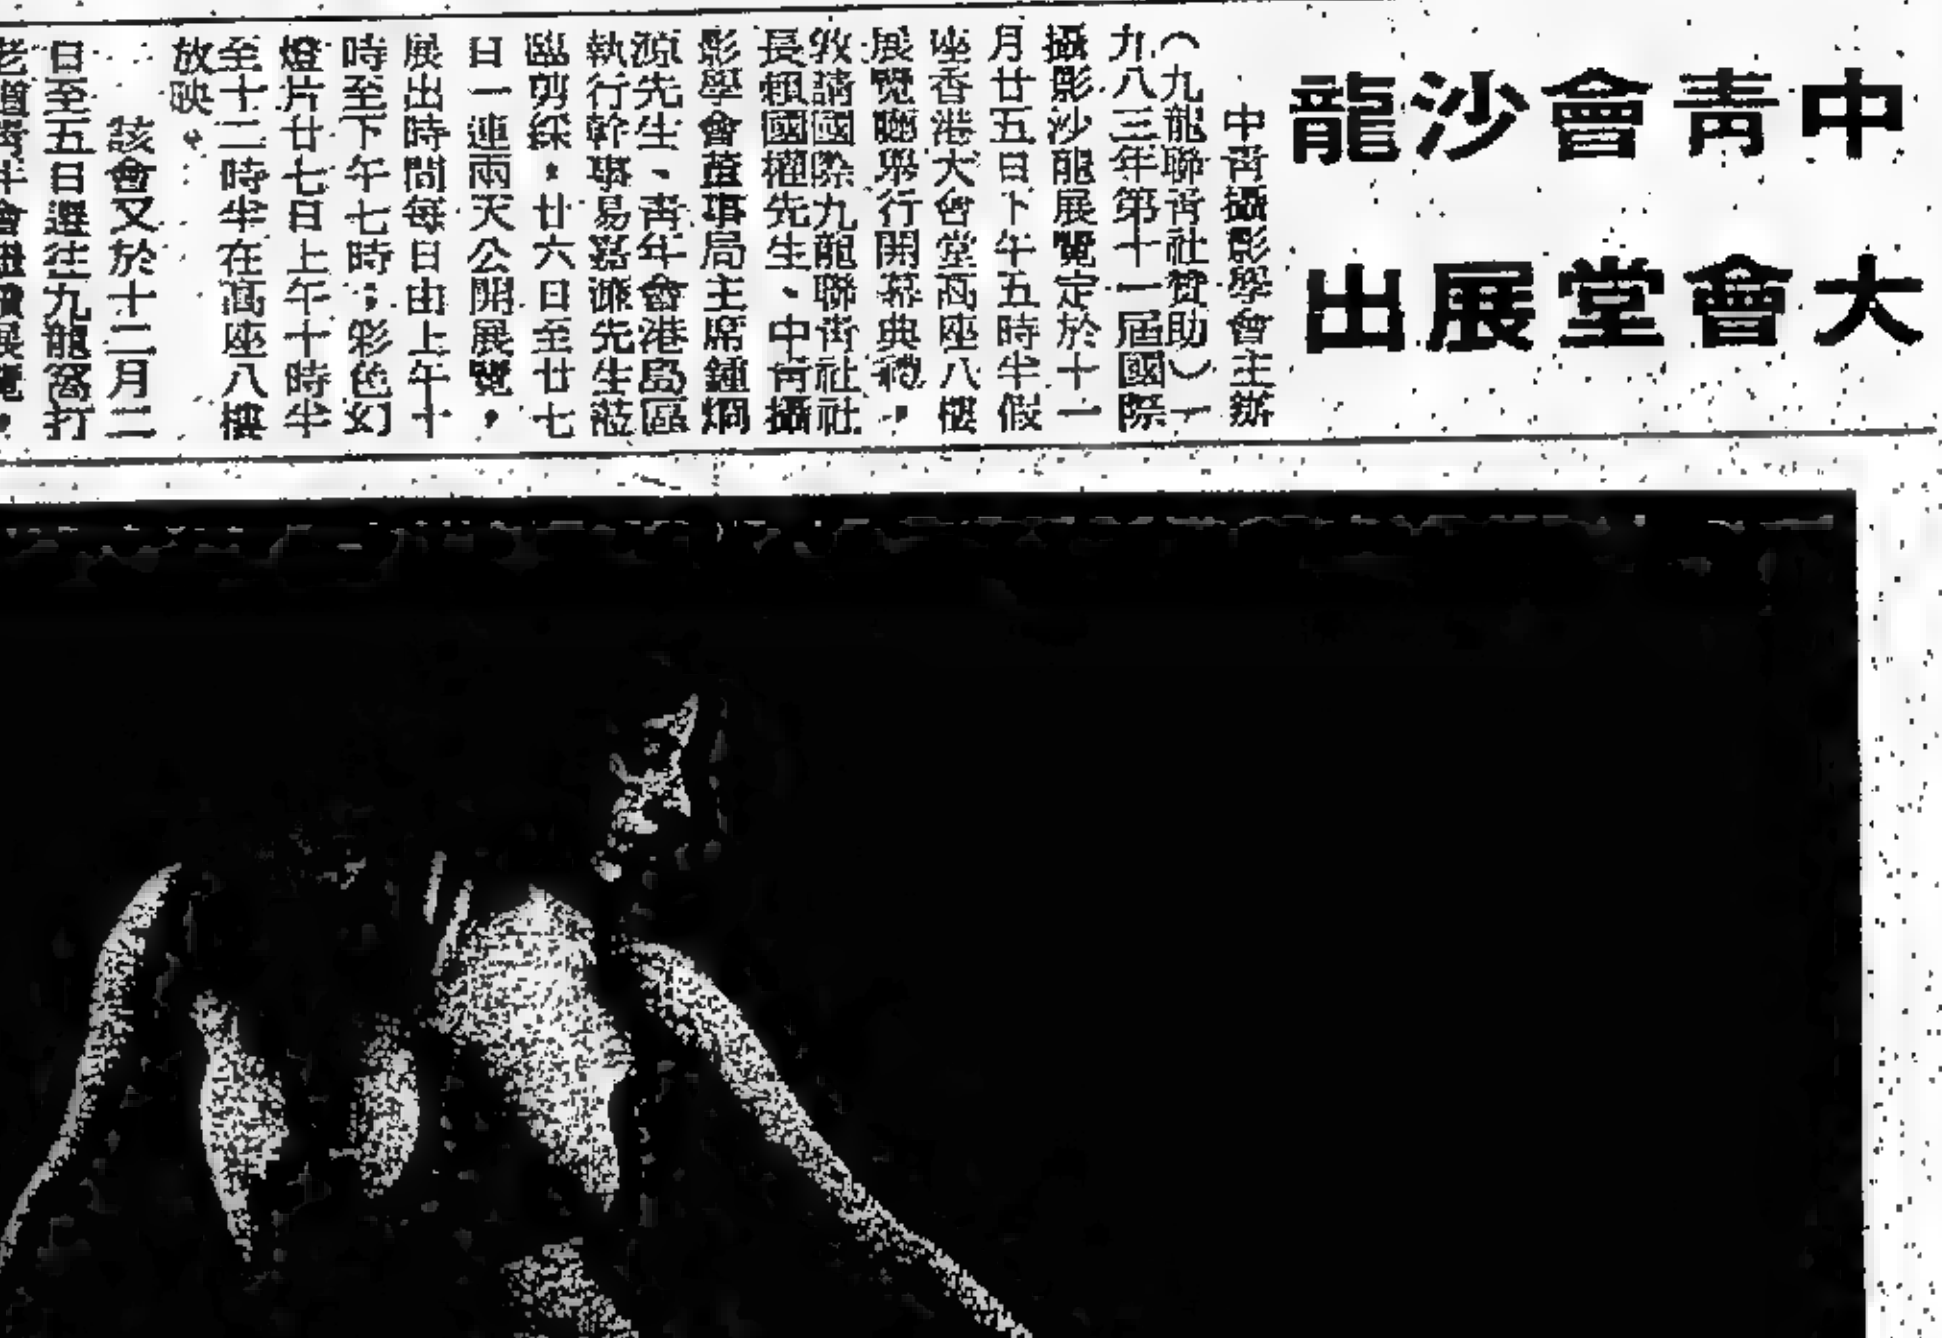 中青會沙龍
大會堂展出
中青攝影學會主辦
（九龍聯青社贊助）一
九八三年第十一屆國際
攝影沙龍展覽定於十一
月廿五日下午五時半假
座香港大會堂高座八樓
展覽廳舉行開幕典禮，
敦請國際九龍聯青社社
長賴國權先生、中青攝
影學會董事局主席鍾炯
源先生、青年會港島區
執行幹事易嘉濂先生蒞
臨剪綵，廿六日至廿七
日一連兩天公開展覽，
展出時間每日由上午十
時至下午七時；彩色幻
燈片廿七日上午十時半
至十二時半在高座八樓
放映。
該會又於十二月二
日至五日選往九龍窩打
老道青年會繼續展覽，